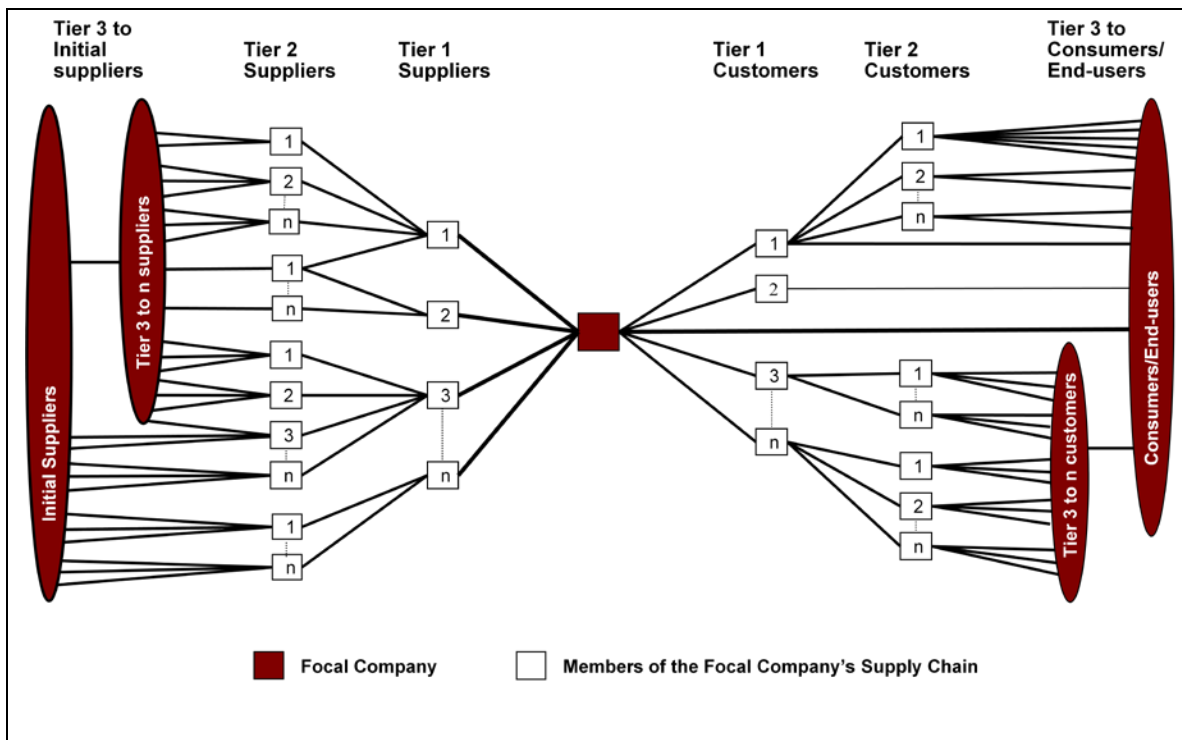 Tier 3 to
Initial
suppliers
Tier 2
Suppliers
Tier 1
Suppliers
Tier 1
Customers
Tier 2
Customers
Tier 3 to
Consumers/
End-users
Initial Suppliers
Tier 3 to n suppliers
1
2
n
1
n
1
2
3
n
1
n
1
2
3
n
1
2
3
n
1
2
n
1
n
1
2
n
Tier 3 to n customers
Consumers/End-users
Focal Company
Members of the Focal Company’s Supply Chain